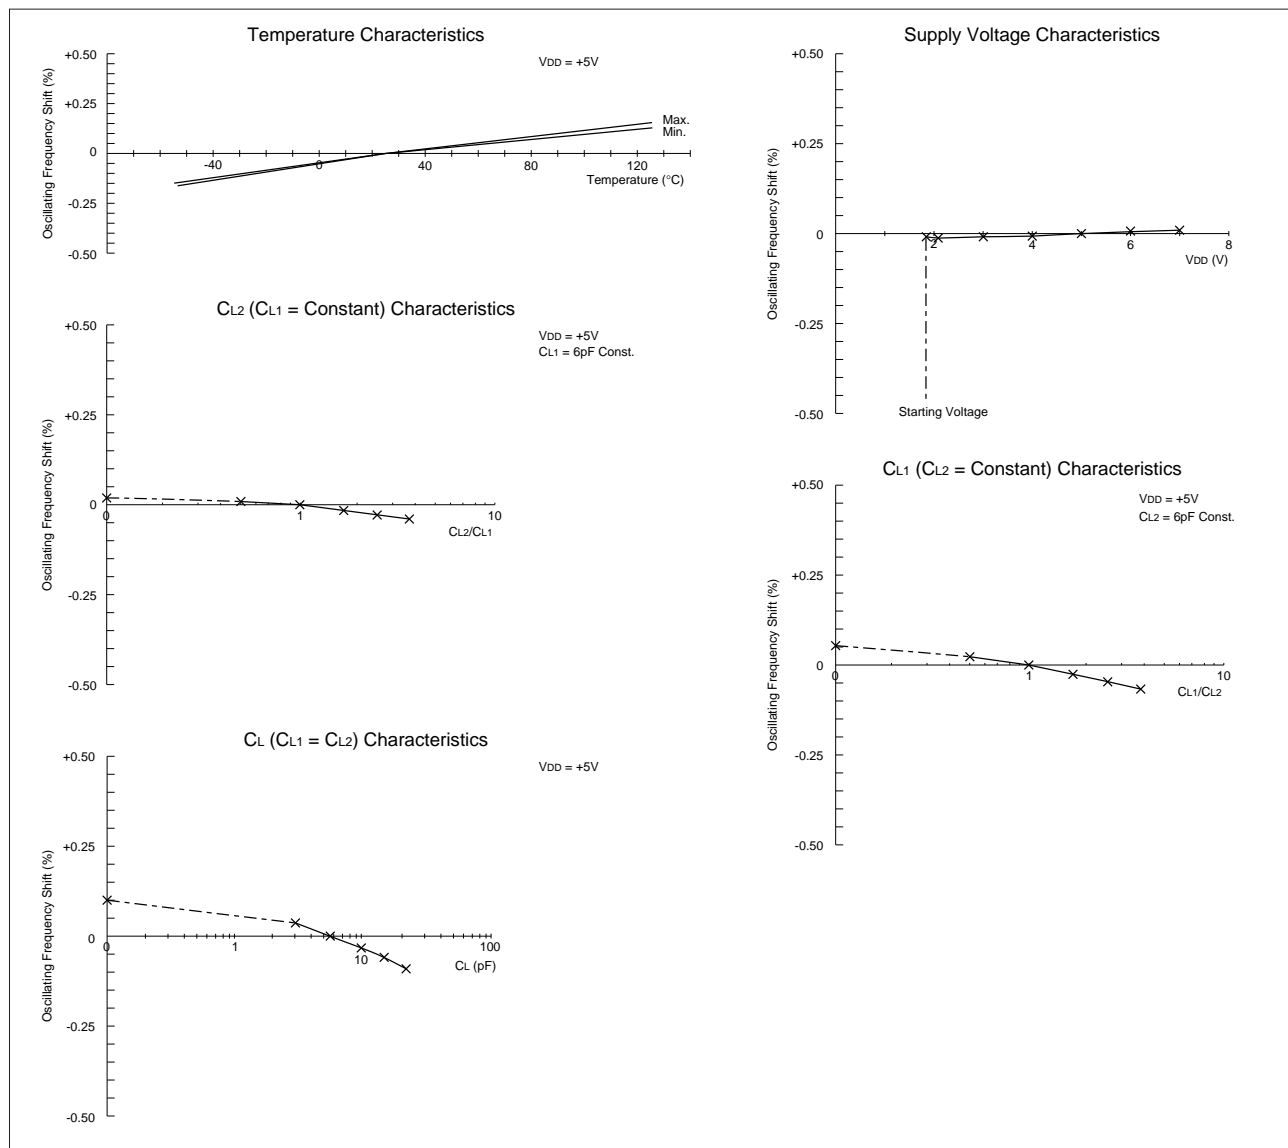 Temperature Characteristics
+0.50
+0.25
0
-0.25
-0.50
Oscillating Frequency Shift (%)
VDD = +5V
Max.
Min.
-40
0
40
80
120
Temperature (°C)
Supply Voltage Characteristics
+0.50
+0.25
0
-0.25
-0.50
Oscillating Frequency Shift (%)
2
4
6
8
VDD (V)
Starting Voltage
CL2 (CL1 = Constant) Characteristics
+0.50
+0.25
0
-0.25
-0.50
Oscillating Frequency Shift (%)
VDD = +5V
CL1 = 6pF Const.
0
1
10
CL2/CL1
CL1 (CL2 = Constant) Characteristics
+0.50
+0.25
0
-0.25
-0.50
Oscillating Frequency Shift (%)
VDD = +5V
CL2 = 6pF Const.
0
1
10
CL1/CL2
CL (CL1 = CL2) Characteristics
+0.50
+0.25
0
-0.25
-0.50
Oscillating Frequency Shift (%)
VDD = +5V
0
1
10
100
CL (pF)